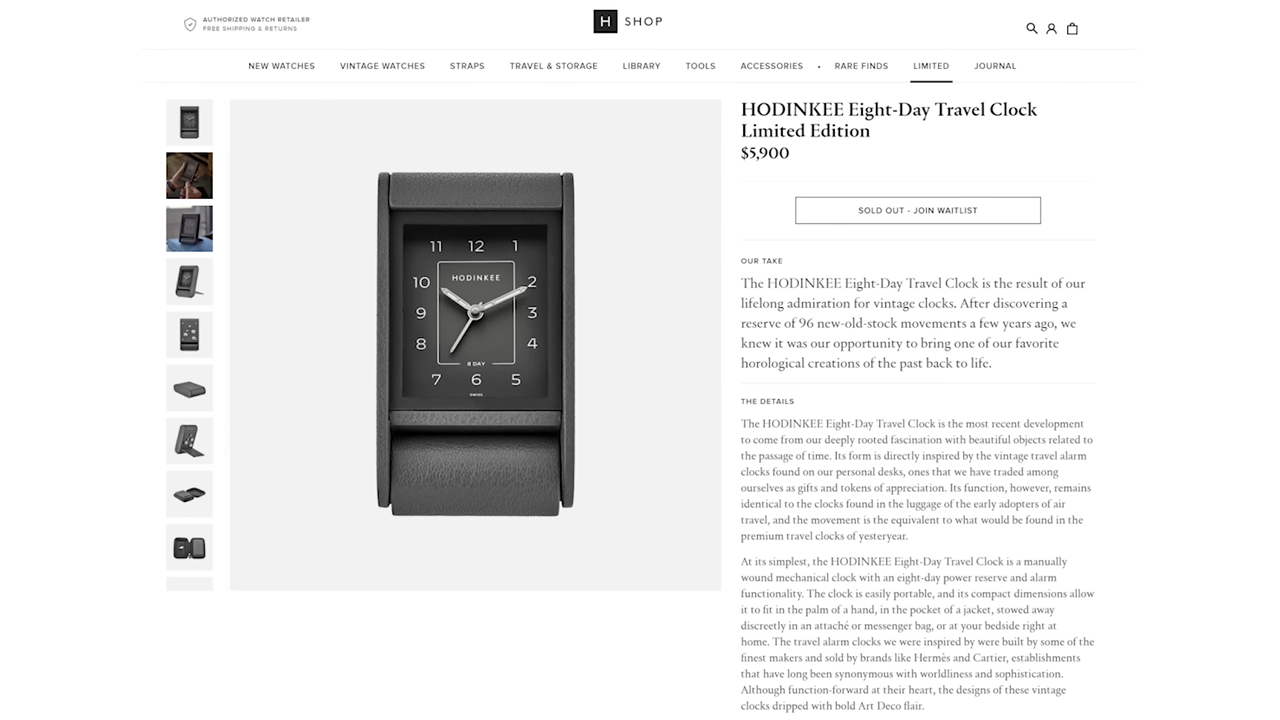 AUTHORIZED WATCH RETAILER
FREE SHIPPING & RETURNS
H SHOP
NEW WATCHES VINTAGE WATCHES STRAPS TRAVEL & STORAGE LIBRARY TOOLS ACCESSORIES • RARE FINDS LIMITED JOURNAL
HODINKEE Eight-Day Travel Clock
Limited Edition
$5,900
SOLD OUT - JOIN WAITLIST
OUR TAKE
The HODINKEE Eight-Day Travel Clock is the result of our
lifelong admiration for vintage clocks. After discovering a
reserve of 96 new-old-stock movements a few years ago, we
knew it was our opportunity to bring one of our favorite
horological creations of the past back to life.
THE DETAILS
The HODINKEE Eight-Day Travel Clock is the most recent development
to come from our deeply rooted fascination with beautiful objects related to
the passage of time. Its form is directly inspired by the vintage travel alarm
clocks found on our personal desks, ones that we have traded among
ourselves as gifts and tokens of appreciation. Its function, however, remains
identical to the clocks found in the luggage of the early adopters of air
travel, and the movement is the equivalent to what would be found in the
premium travel clocks of yesteryear.
At its simplest, the HODINKEE Eight-Day Travel Clock is a manually
wound mechanical clock with an eight-day power reserve and alarm
functionality. The clock is easily portable, and its compact dimensions allow
it to fit in the palm of a hand, in the pocket of a jacket, stowed away
discreetly in an attaché or messenger bag, or at your bedside right at
home. The travel alarm clocks we were inspired by were built by some of the
finest makers and sold by brands like Hermès and Cartier, establishments
that have long been synonymous with worldliness and sophistication.
Although function-forward at their heart, the designs of these vintage
clocks dripped with bold Art Deco flair.
11 12 1
HODINKEE
10 2
9 3
8 4
8 DAY
7 6 5
SWISS